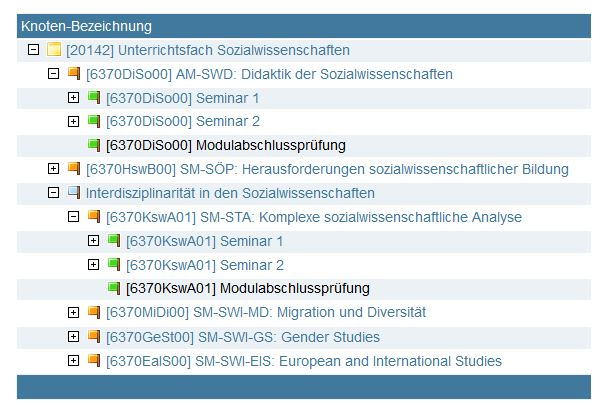 Knoten-Bezeichnung
[20142] Unterrichtsfach Sozialwissenschaften
[6370DiSo00] AM-SWD: Didaktik der Sozialwissenschaften
[6370DiSo00] Seminar 1
[6370DiSo00] Seminar 2
[6370DiSo00] Modulabschlussprüfung
[6370HswB00] SM-SÖP: Herausforderungen sozialwissenschaftlicher Bildung
Interdisziplinarität in den Sozialwissenschaften
[6370KswA01] SM-STA: Komplexe sozialwissenschaftliche Analyse
[6370KswA01] Seminar 1
[6370KswA01] Seminar 2
[6370KswA01] Modulabschlussprüfung
[6370MiDi00] SM-SWI-MD: Migration und Diversität
[6370GeSt00] SM-SWI-GS: Gender Studies
[6370EaIS00] SM-SWI-EIS: European and International Studies